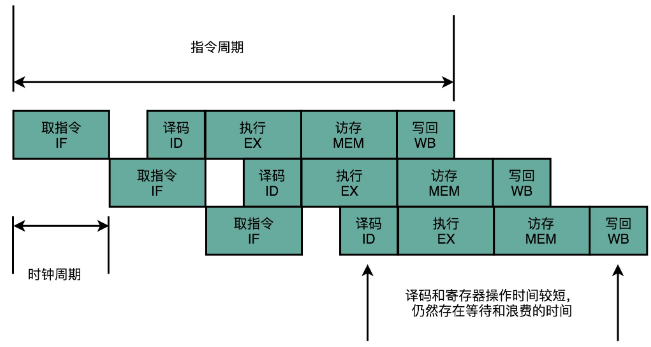 指令周期
取指令
IF
译码
ID
执行
EX
访存
MEM
写回
WB
取指令
IF
译码
ID
执行
EX
访存
MEM
写回
WB
取指令
IF
译码
ID
执行
EX
访存
MEM
写回
WB
时钟周期
译码和寄存器操作时间较短，
仍然存在等待和浪费的时间